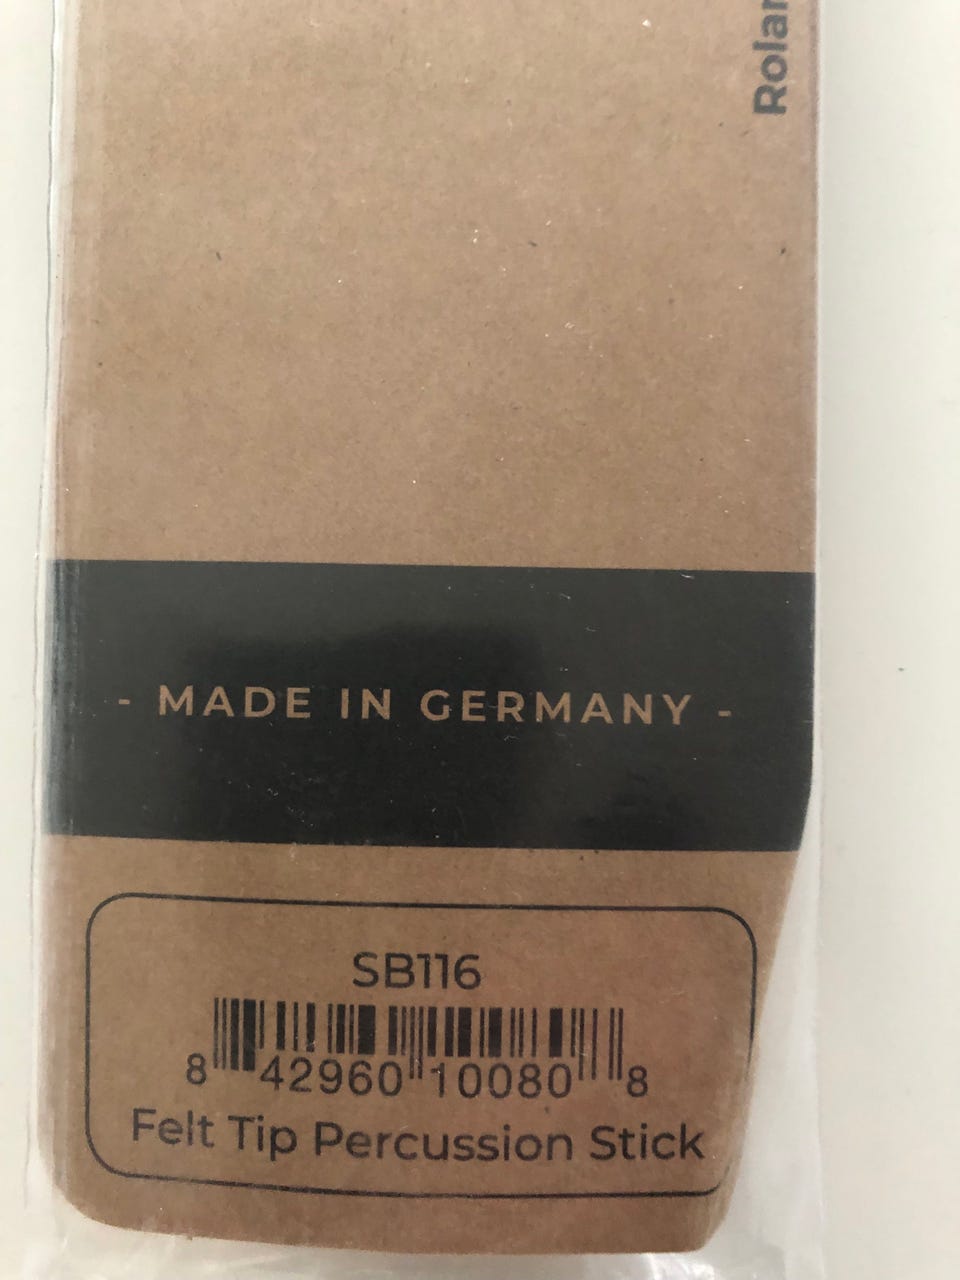 - MADE IN GERMANY -
SB116
8 42960 10080 8
Felt Tip Percussion Stick